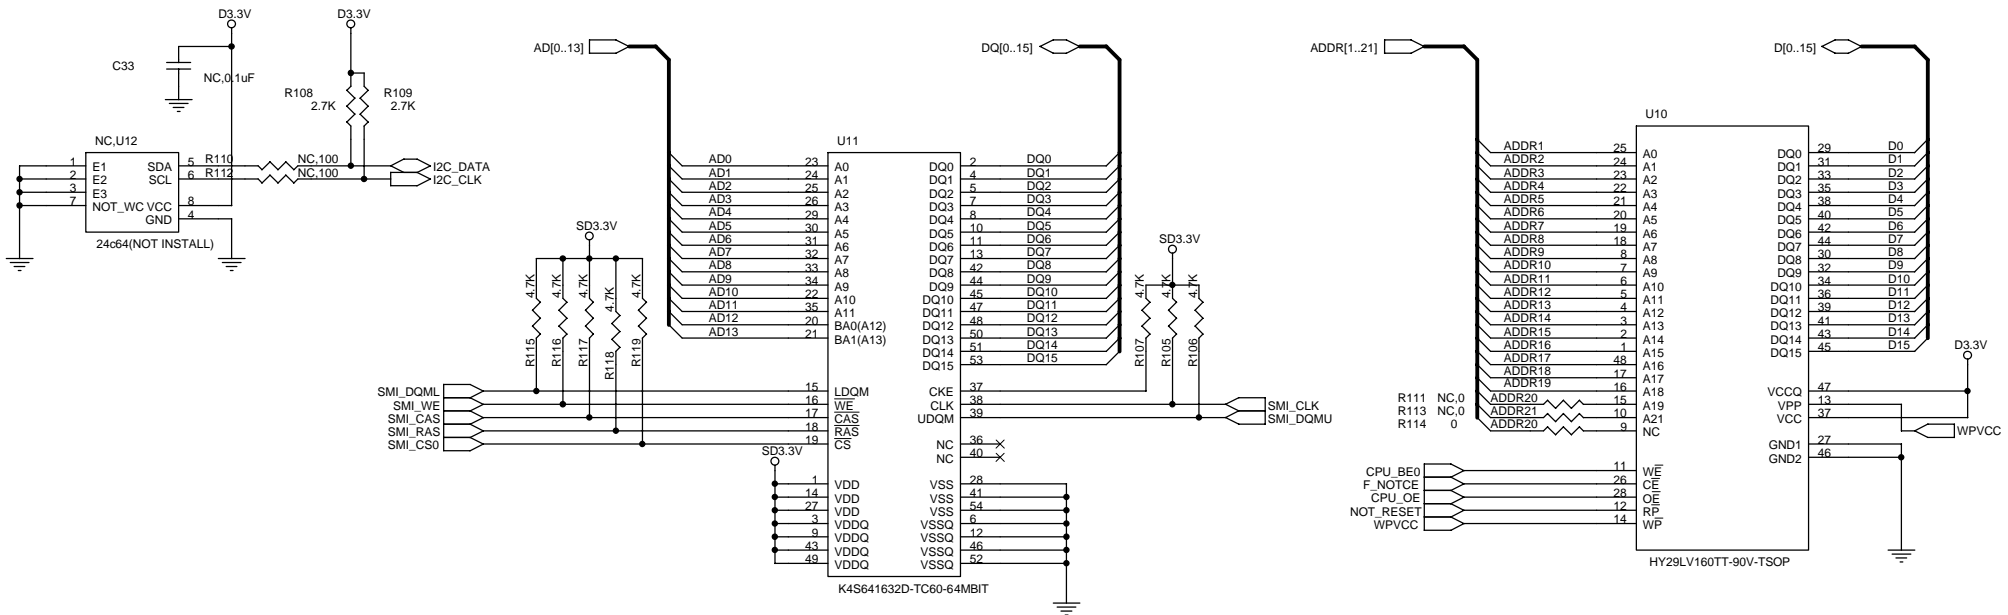 D3.3V
C33
NC,0.1uF
D3.3V
R108
2.7K
R109
2.7K
NC,U12
1 E1 SDA 5 R110 NC,100 I2C_DATA
2 E2 SCL 6 R112 NC,100 I2C_CLK
3 E3
7 NOT_WC VCC 8
GND 4
24c64(NOT INSTALL)
AD[0..13]
DQ[0..15]
U11
AD0 23 A0 DQ0 2 DQ0
AD1 24 A1 DQ1 4 DQ1
AD2 25 A2 DQ2 5 DQ2
AD3 26 A3 DQ3 7 DQ3
AD4 29 A4 DQ4 8 DQ4
AD5 30 A5 DQ5 10 DQ5
AD6 31 A6 DQ6 11 DQ6
AD7 32 A7 DQ7 13 DQ7
AD8 33 A8 DQ8 42 DQ8
AD9 34 A9 DQ9 44 DQ9
AD10 22 A10 DQ10 45 DQ10
AD11 35 A11 DQ11 47 DQ11
AD12 20 BA0(A12) DQ12 48 DQ12
AD13 21 BA1(A13) DQ13 50 DQ13
DQ14 51 DQ14
DQ15 53 DQ15
SD3.3V
4.7K 4.7K 4.7K 4.7K 4.7K
R115 R116 R117 R118 R119
SD3.3V
4.7K 4.7K 4.7K
R107 R105 R106
SMI_DQML 15 LDQM CKE 37
SMI_WE 16 WE CLK 38 SMI_CLK
SMI_CAS 17 CAS UDQM 39 SMI_DQMU
SMI_RAS 18 RAS
SMI_CS0 19 CS NC 36
NC 40
SD3.3V
1 VDD VSS 28
14 VDD VSS 41
27 VDD VSS 54
3 VDDQ VSSQ 6
9 VDDQ VSSQ 12
43 VDDQ VSSQ 46
49 VDDQ VSSQ 52
K4S641632D-TC60-64MBIT
ADDR[1..21]
D[0..15]
U10
ADDR1 25 A0 DQ0 29 D0
ADDR2 24 A1 DQ1 31 D1
ADDR3 23 A2 DQ2 33 D2
ADDR4 22 A3 DQ3 35 D3
ADDR5 21 A4 DQ4 38 D4
ADDR6 20 A5 DQ5 40 D5
ADDR7 19 A6 DQ6 42 D6
ADDR8 18 A7 DQ7 44 D7
ADDR9 8 A8 DQ8 30 D8
ADDR10 7 A9 DQ9 32 D9
ADDR11 6 A10 DQ10 34 D10
ADDR12 5 A11 DQ11 36 D11
ADDR13 4 A12 DQ12 39 D12
ADDR14 3 A13 DQ13 41 D13
ADDR15 2 A14 DQ14 43 D14
ADDR16 1 A15 DQ15 45 D15
ADDR17 48 A16
ADDR18 17 A17
ADDR19 16 A18
R111 NC,0 ADDR20 15 A19
R113 NC,0 ADDR21 10 A21
R114 0 ADDR20 9 NC
D3.3V
VCCQ 47
VPP 13
VCC 37
WPVCC
GND1 27
GND2 46
CPU_BE0 11 WE
F_NOTCE 26 CE
CPU_OE 28 OE
NOT_RESET 12 RP
WPVCC 14 WP
HY29LV160TT-90V-TSOP